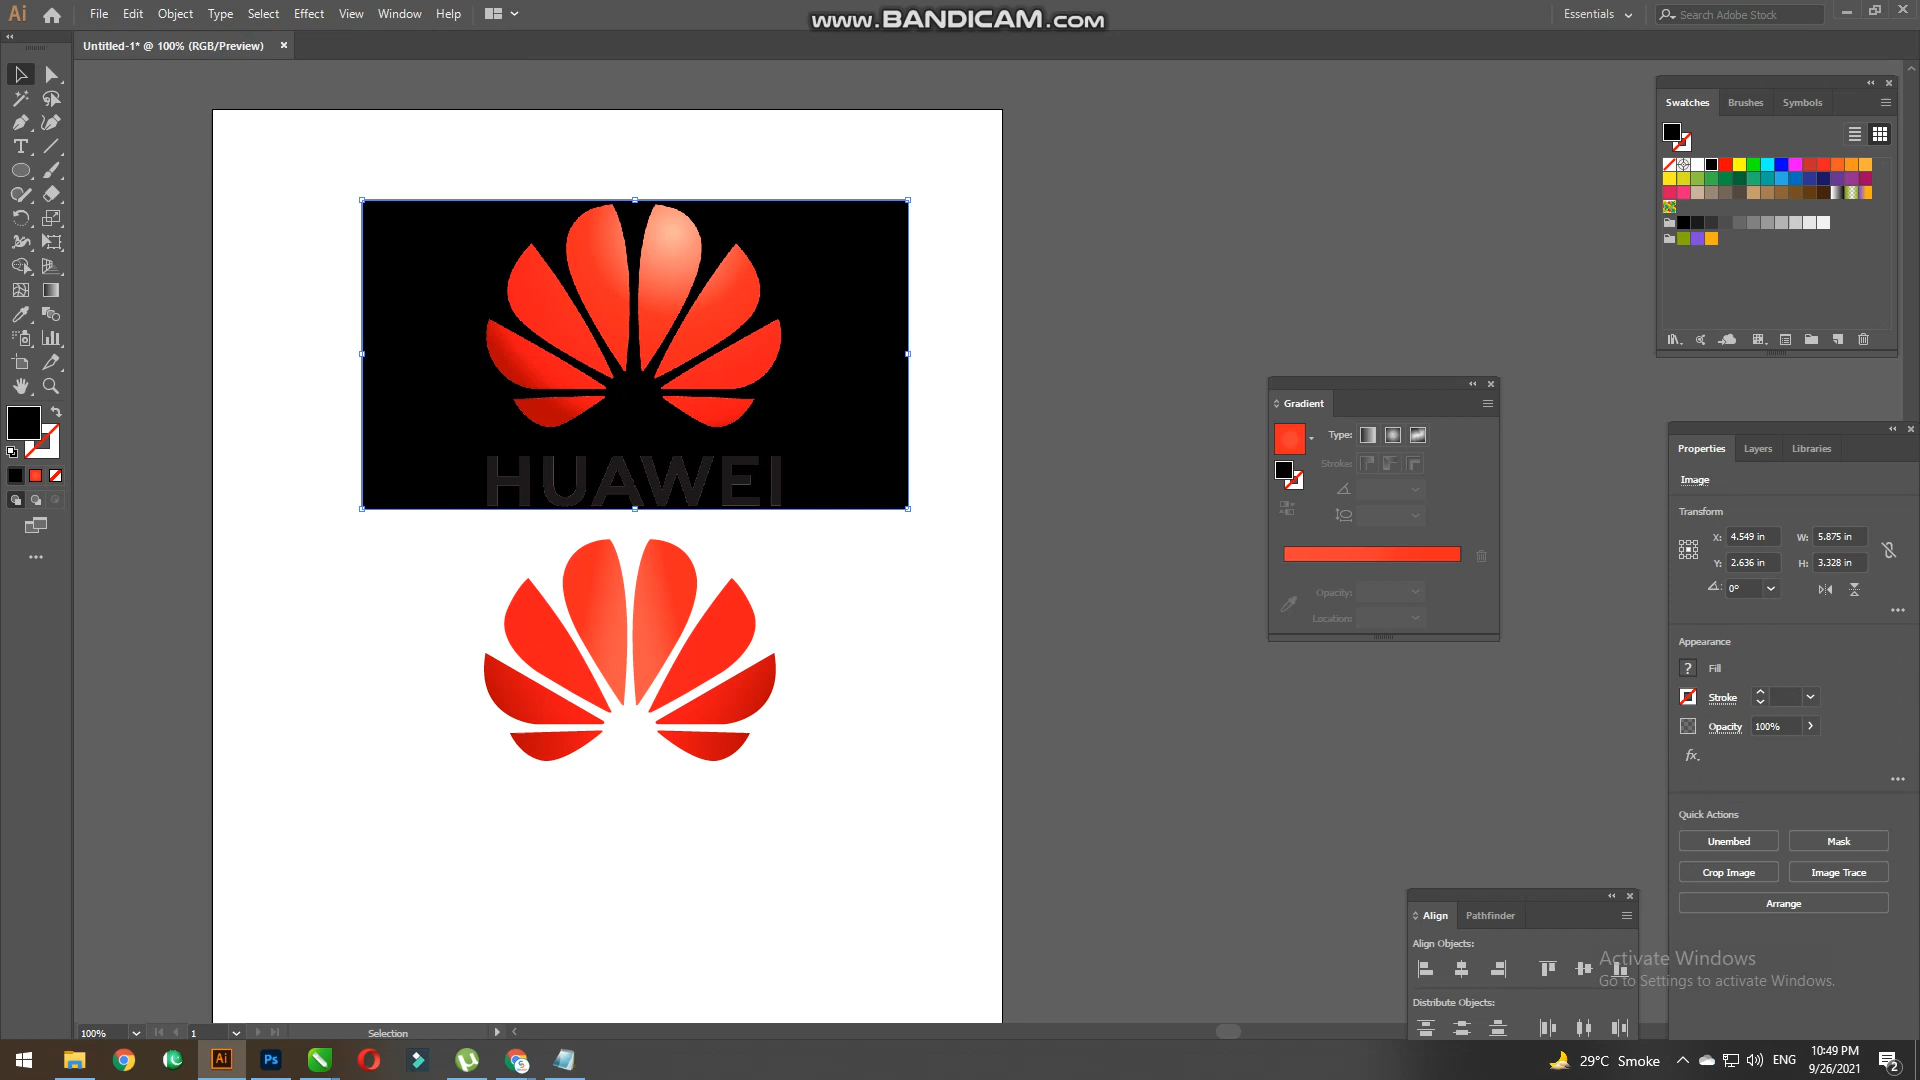 Ai File Edit Object Type Select Effect View Window Help
www.BANDICAM.com
Essentials
Search Adobe Stock
Untitled-1* @ 100% (RGB/Preview) ×
Swatches Brushes Symbols
HUAWEI
Gradient
Type:
Stroke:
Opacity:
Location:
Properties Layers Libraries
Image
Transform
X: 4.549 in W: 5.875 in
Y: 2.636 in H: 3.328 in
0°
Appearance
? Fill
Stroke
Opacity 100%
fx.
Quick Actions
Unembed Mask
Crop Image Image Trace
Arrange
Align Pathfinder
Align Objects:
Distribute Objects:
Activate Windows
Go to Settings to activate Windows.
100% 1 Selection
Ai Ps
29°C Smoke ENG
10:49 PM
9/26/2021
2